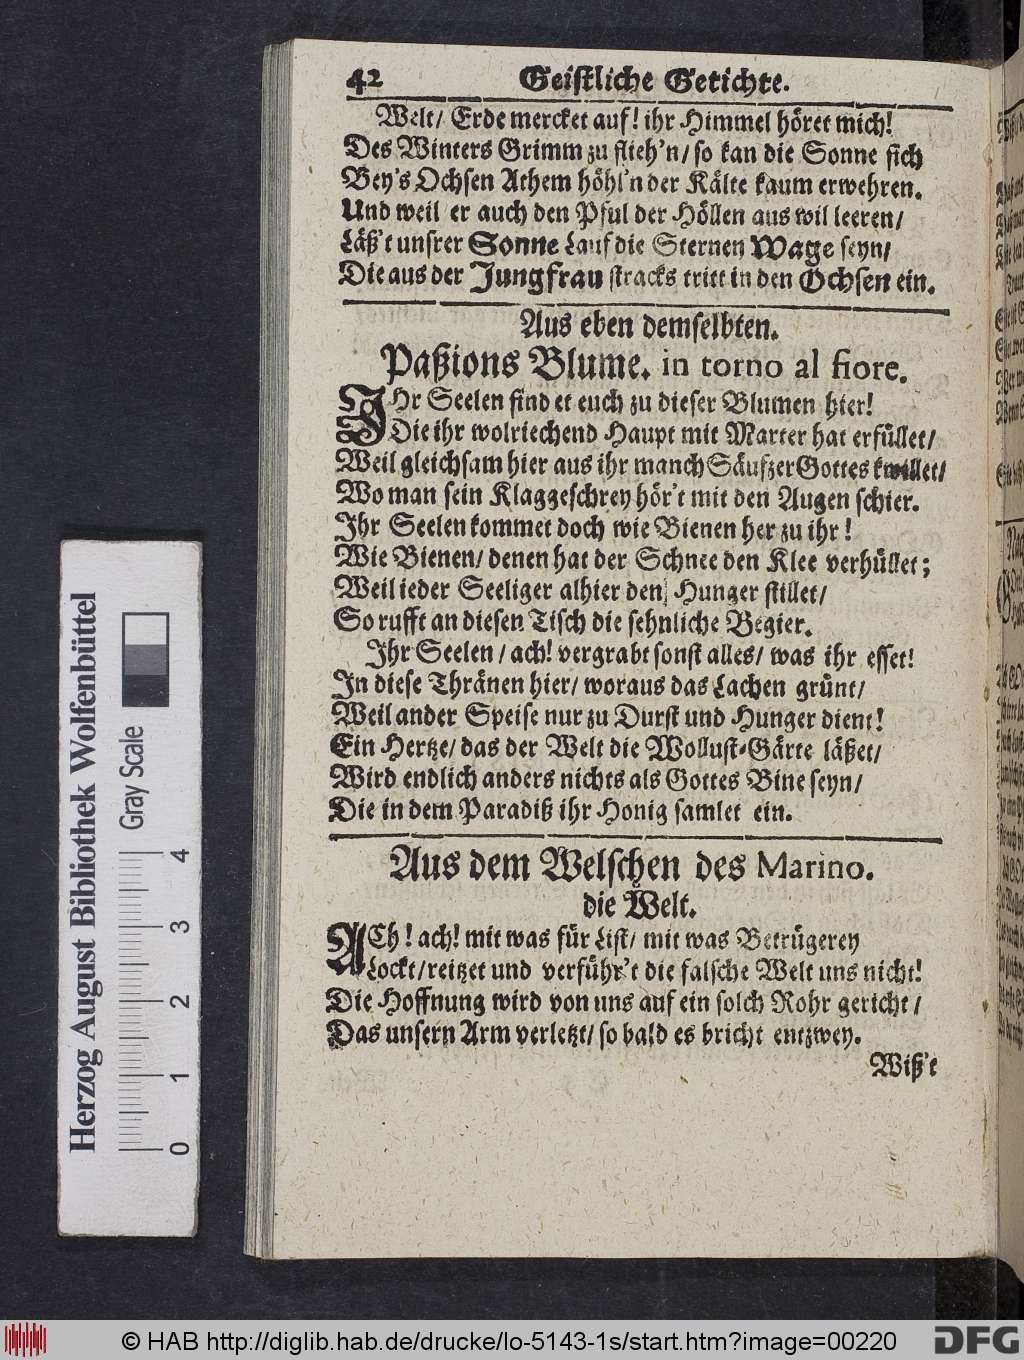 42 Geistliche Getichte.
Welt/ Erde mercket auf! ihr Himmel höret mich!
Des Winters Grimm zu flieh'n/ so kan die Sonne sich
Bey's Ochsen Athem höhl'n der Kälte kaum erwehren.
Und weil er auch den Pful der Höllen aus wil leeren/
Läß't unsrer Sonne Lauf die Sternen Wage seyn/
Die aus der Jungfrau stracks tritt in den Ochsen ein.
Aus eben demselbten.
Paßions Blume. in torno al fiore.
IHr Seelen find et euch zu dieser Blumen hier!
Die ihr wolriechend Haupt mit Marter hat erfüllet/
Weil gleichsam hier aus ihr manch Säufzer Gottes kwillet/
Wo man sein Klaggeschrey hör't mit den Augen schier.
Ihr Seelen kommet doch wie Bienen her zu ihr!
Wie Bienen/ denen hat der Schnee den Klee verhüllet;
Weil ieder Seeliger alhier den Hunger stillet/
So rufft an diesen Tisch die sehnliche Begier.
Ihr Seelen/ ach! vergrabt sonst alles/ was ihr esset!
In diese Thränen hier/ woraus das Lachen grünt/
Weil ander Speise nur zu Durst und Hunger dient!
Ein Hertze/ das der Welt die Wollust-Gärte läßet/
Wird endlich anders nichts als Gottes Bine seyn/
Die in dem Paradiß ihr Honig samlet ein.
Aus dem Welschen des Marino.
die Welt.
ACh! ach! mit was für List/ mit was Betrügerey
Lockt/ reitzet und verführ't die falsche Welt uns nicht!
Die Hoffnung wird von uns auf ein solch Rohr gericht/
Das unsern Arm verletzt/ so bald es bricht entzwey.
Wiß't
Herzog August Bibliothek Wolfenbüttel
Gray Scale
0 1 2 3 4
© HAB http://diglib.hab.de/drucke/lo-5143-1s/start.htm?image=00220
DFG